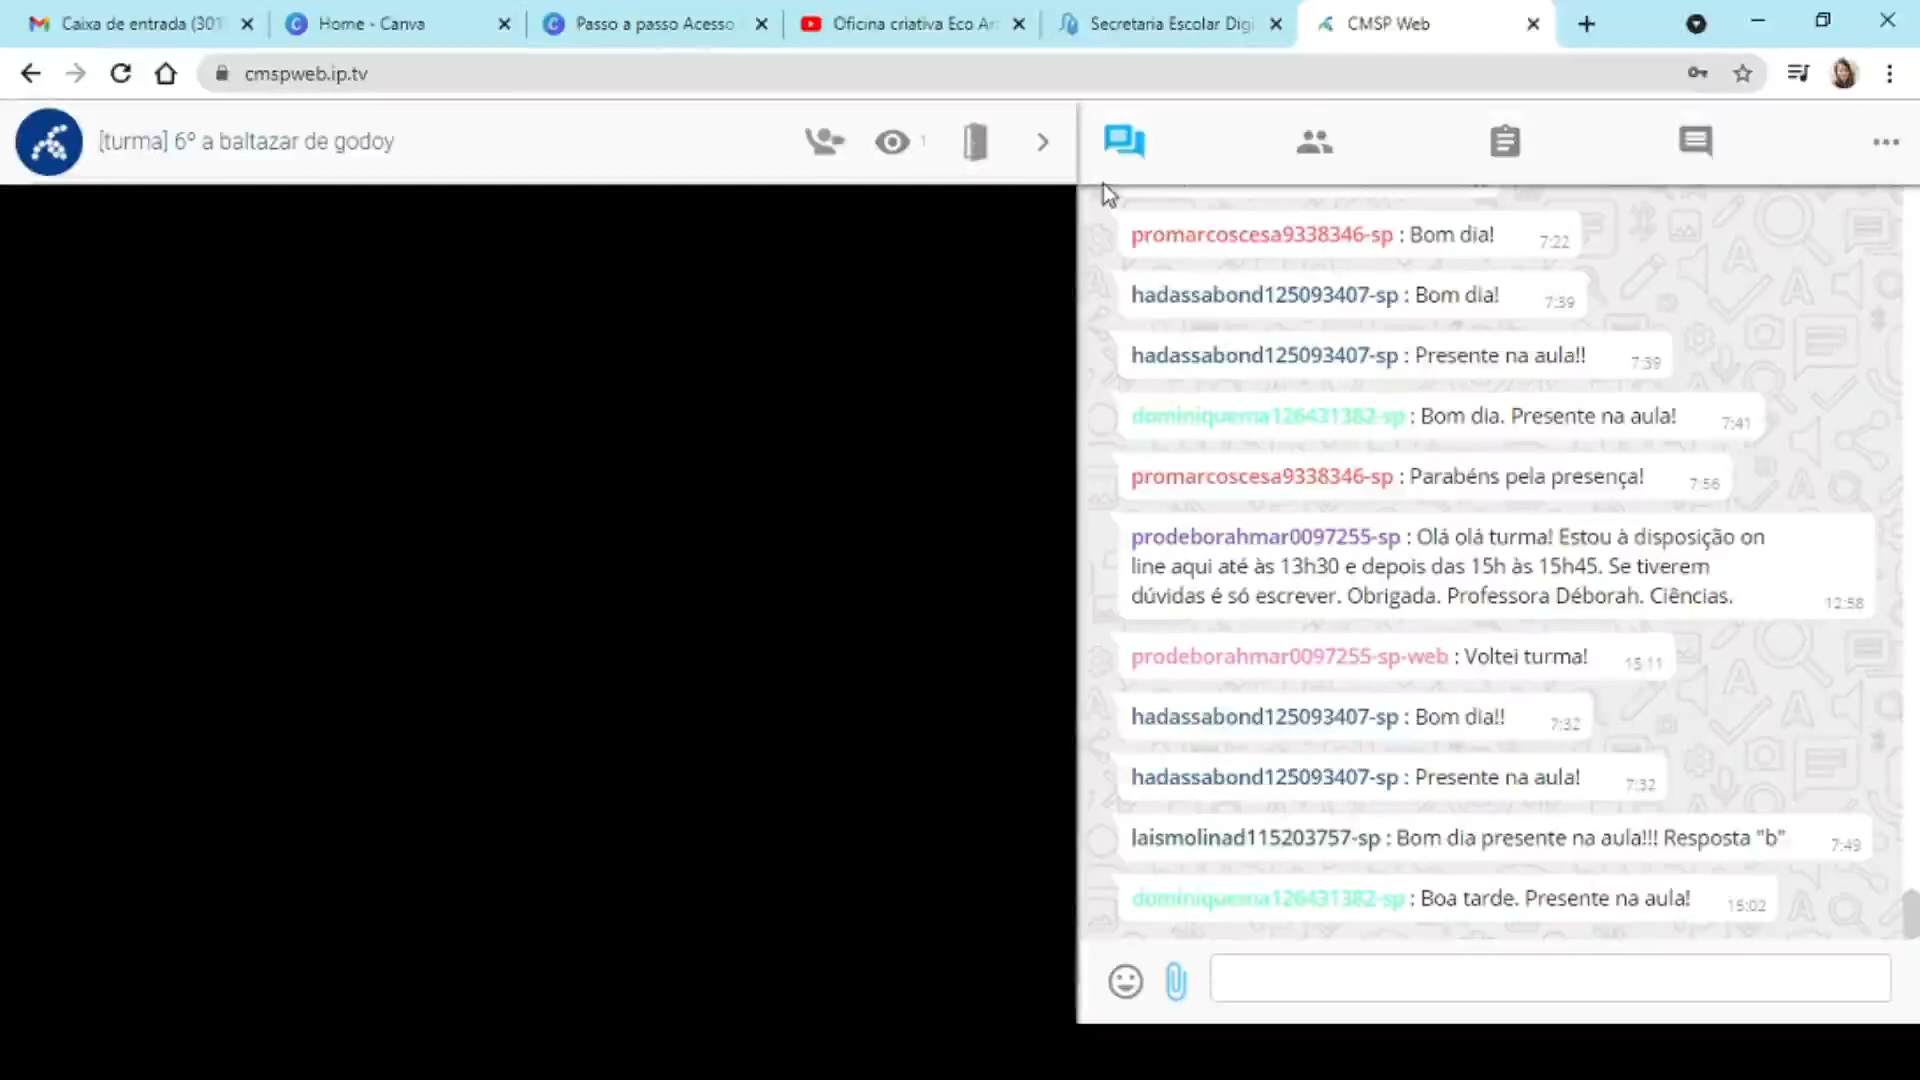 Caixa de entrada (301
Home - Canva
Passo a passo Acesso
Oficina criativa Eco Ar
Secretaria Escolar Digi
CMSP Web
cmspweb.ip.tv
[turma] 6º a baltazar de godoy
1
promarcoscesa9338346-sp : Bom dia! 7:22
hadassabond125093407-sp : Bom dia! 7:39
hadassabond125093407-sp : Presente na aula!! 7:39
dominiquema126431382-sp : Bom dia. Presente na aula! 7:41
promarcoscesa9338346-sp : Parabéns pela presença! 7:56
prodeborahmar0097255-sp : Olá olá turma! Estou à disposição on
line aqui até às 13h30 e depois das 15h às 15h45. Se tiverem
dúvidas é só escrever. Obrigada. Professora Déborah. Ciências. 12:58
prodeborahmar0097255-sp-web : Voltei turma! 15:11
hadassabond125093407-sp : Bom dia!! 7:32
hadassabond125093407-sp : Presente na aula! 7:32
laismolinad115203757-sp : Bom dia presente na aula!!! Resposta "b" 7:49
dominiquema126431382-sp : Boa tarde. Presente na aula! 15:02